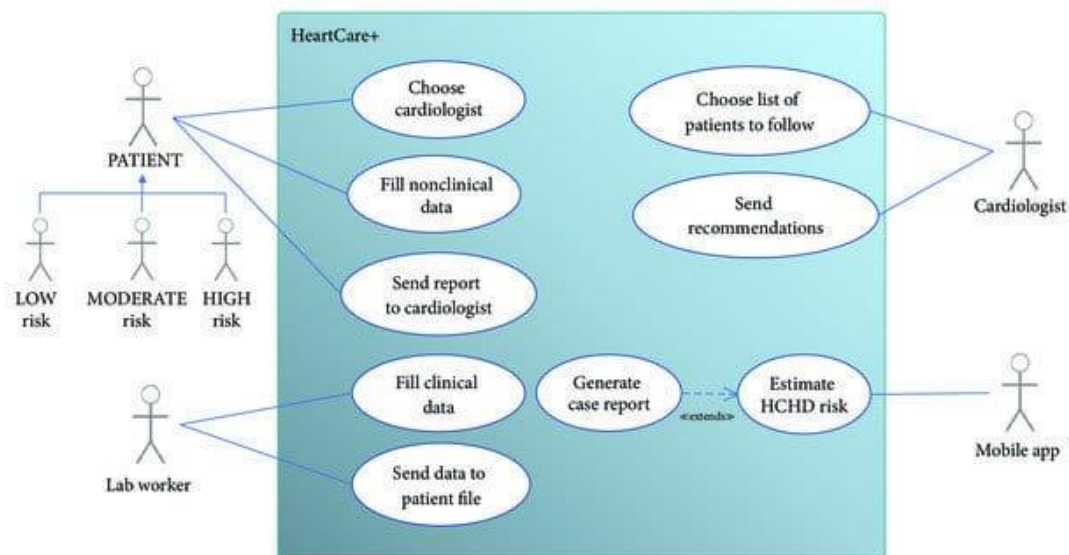 HeartCare+
Choose
cardiologist
Choose list of
patients to follow
PATIENT
Fill nonclinical
data
Send
recommendations
Cardiologist
LOW
risk
MODERATE
risk
HIGH
risk
Send report
to cardiologist
Fill clinical
data
Generate
case report
<<extends>>
Estimate
HCHD risk
Mobile app
Lab worker
Send data to
patient file